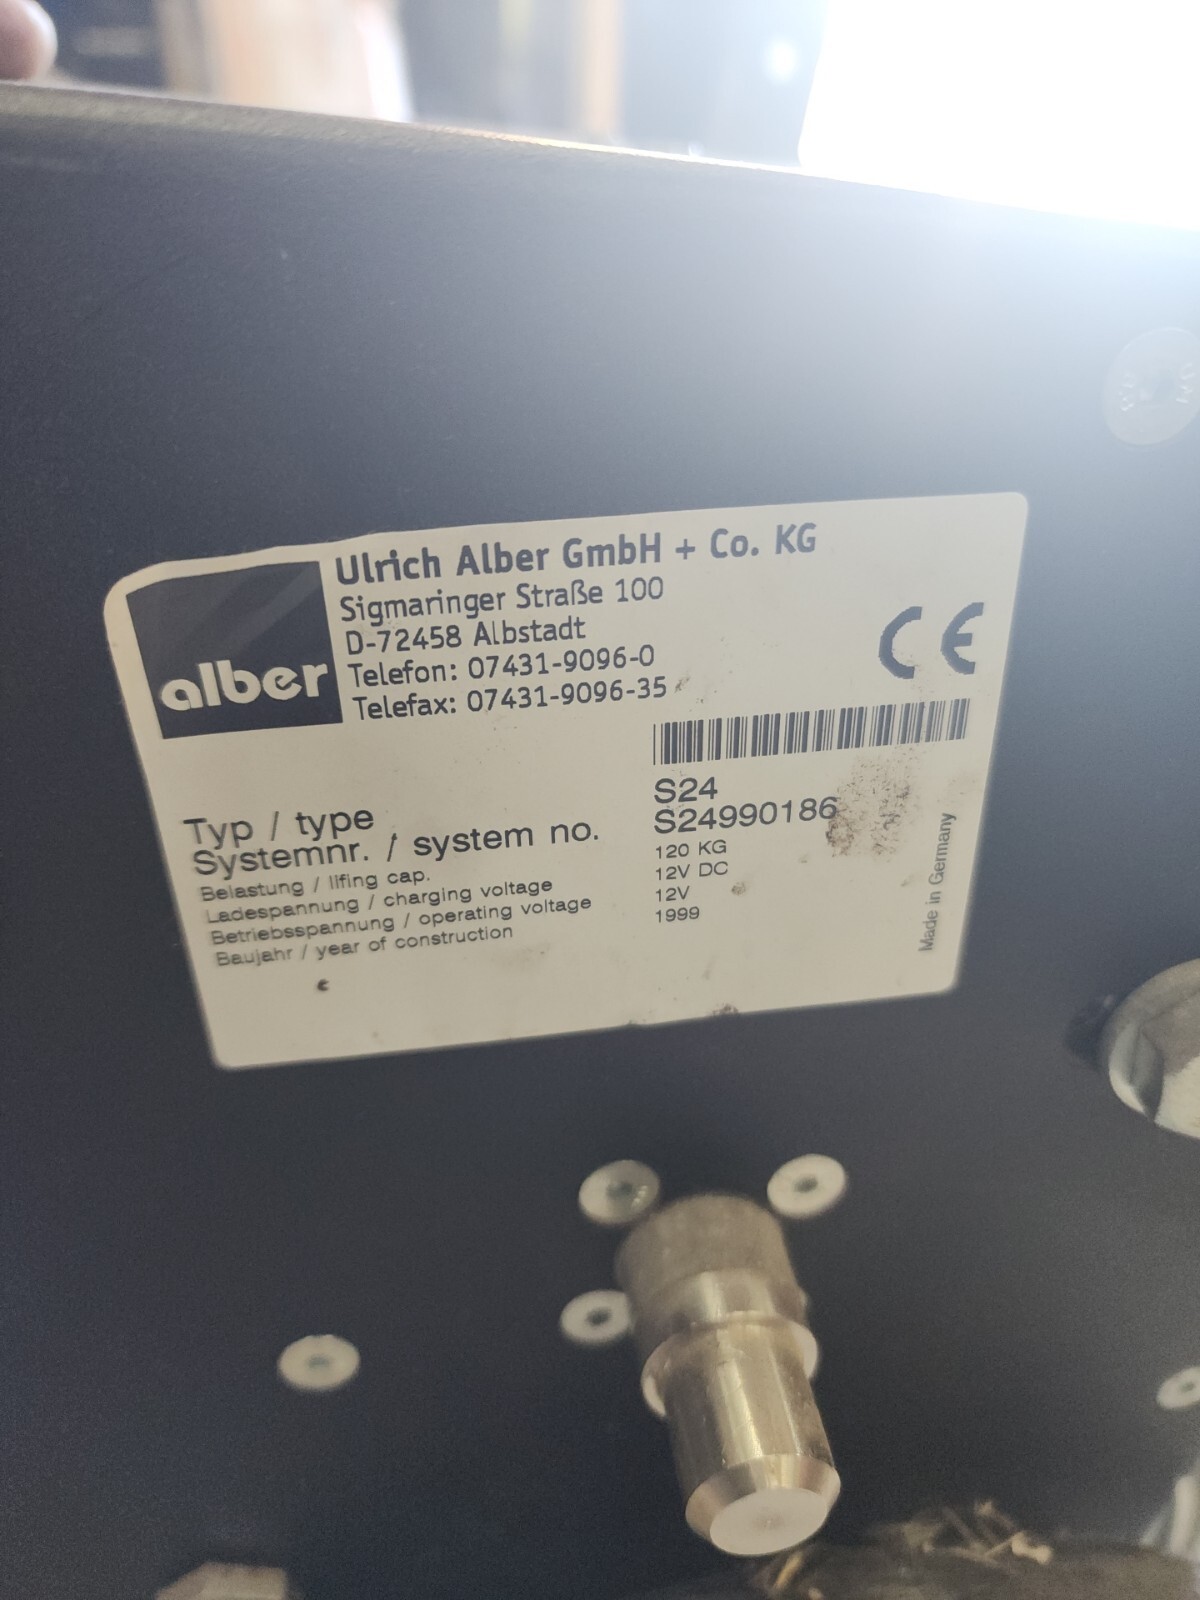 Ulrich Alber GmbH + Co. KG
Sigmaringer Straße 100
D-72458 Albstadt
Telefon: 07431-9096-0
Telefax: 07431-9096-35
alber
CE
Typ / type S24
Systemnr. / system no. S24990186
Belastung / lifing cap. 120 KG
Ladespannung / charging voltage 12V DC
Betriebsspannung / operating voltage 12V
Baujahr / year of construction 1999
Made in Germany